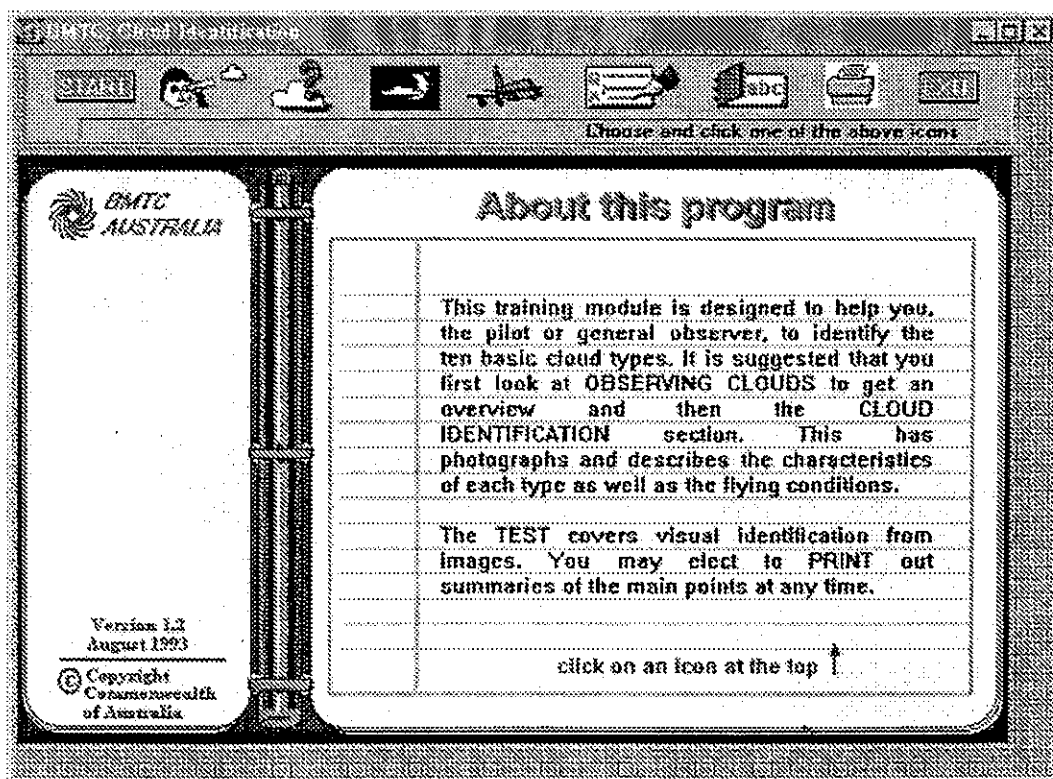 BMTC: Cloud Identification
START
abc
EXIT
Choose and click one of the above icons
BMTC
AUSTRALIA
About this program
This training module is designed to help you,
the pilot or general observer, to identify the
ten basic cloud types. It is suggested that you
first look at OBSERVING CLOUDS to get an
overview and then the CLOUD
IDENTIFICATION section. This has
photographs and describes the characteristics
of each type as well as the flying conditions.
The TEST covers visual identification from
images. You may elect to PRINT out
summaries of the main points at any time.
click on an icon at the top
Version 1.2
August 1993
© Copyright
Commonwealth
of Australia